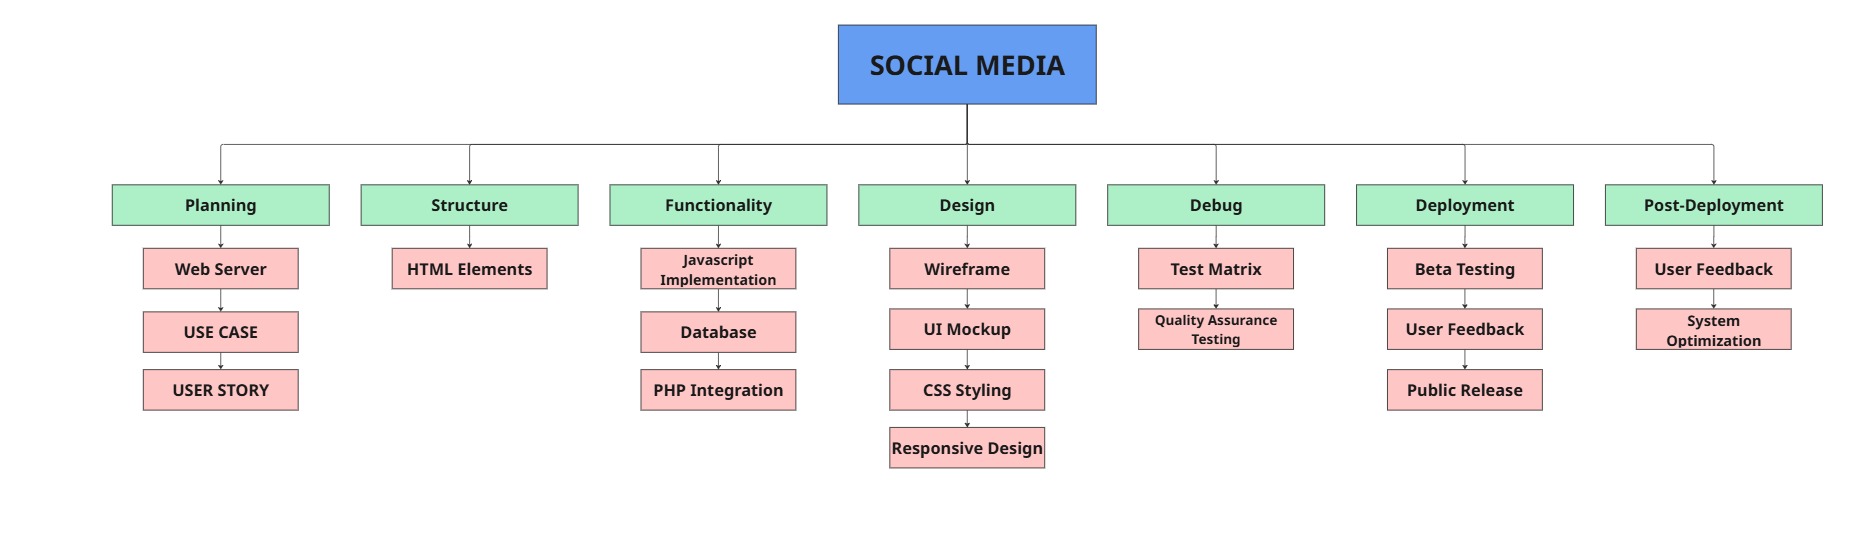 SOCIAL MEDIA
Planning
Structure
Functionality
Design
Debug
Deployment
Post-Deployment
Web Server
HTML Elements
Javascript
Implementation
Wireframe
Test Matrix
Beta Testing
User Feedback
USE CASE
Database
UI Mockup
Quality Assurance
Testing
User Feedback
System
Optimization
USER STORY
PHP Integration
CSS Styling
Public Release
Responsive Design